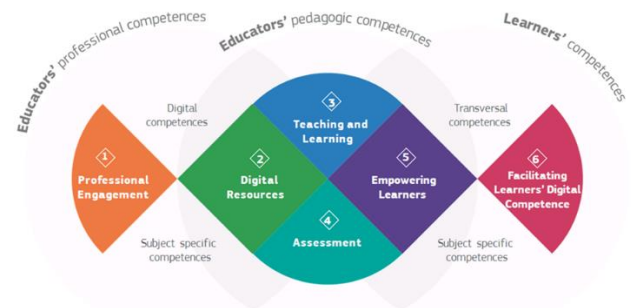 Educators' professional competences
Educators' pedagogic competences
Learners' competences
Digital
competences
Transversal
competences
1
Professional
Engagement
2
Digital
Resources
3
Teaching and
Learning
4
Assessment
5
Empowering
Learners
6
Facilitating
Learners' Digital
Competence
Subject specific
competences
Subject specific
competences